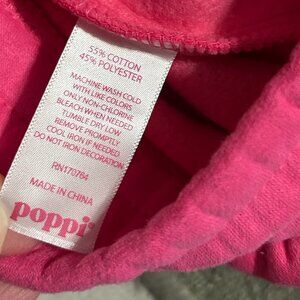 55% COTTON
45% POLYESTER
MACHINE WASH COLD
WITH LIKE COLORS
ONLY NON-CHLORINE
BLEACH WHEN NEEDED
TUMBLE DRY LOW
REMOVE PROMPTLY
COOL IRON IF NEEDED
DO NOT IRON DECORATION
RN170764
MADE IN CHINA
poppi